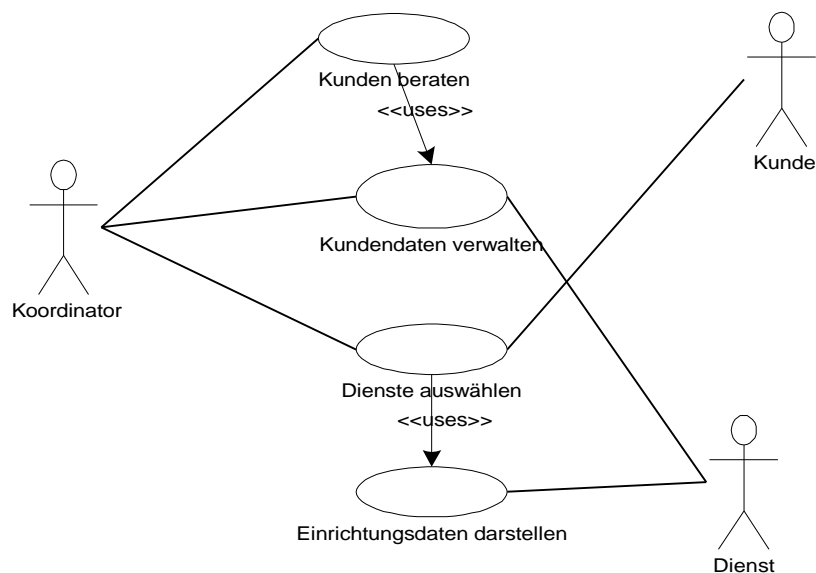 Kunden beraten
<<uses>>
Kunde
Kundendaten verwalten
Koordinator
Dienste auswählen
<<uses>>
Einrichtungsdaten darstellen
Dienst